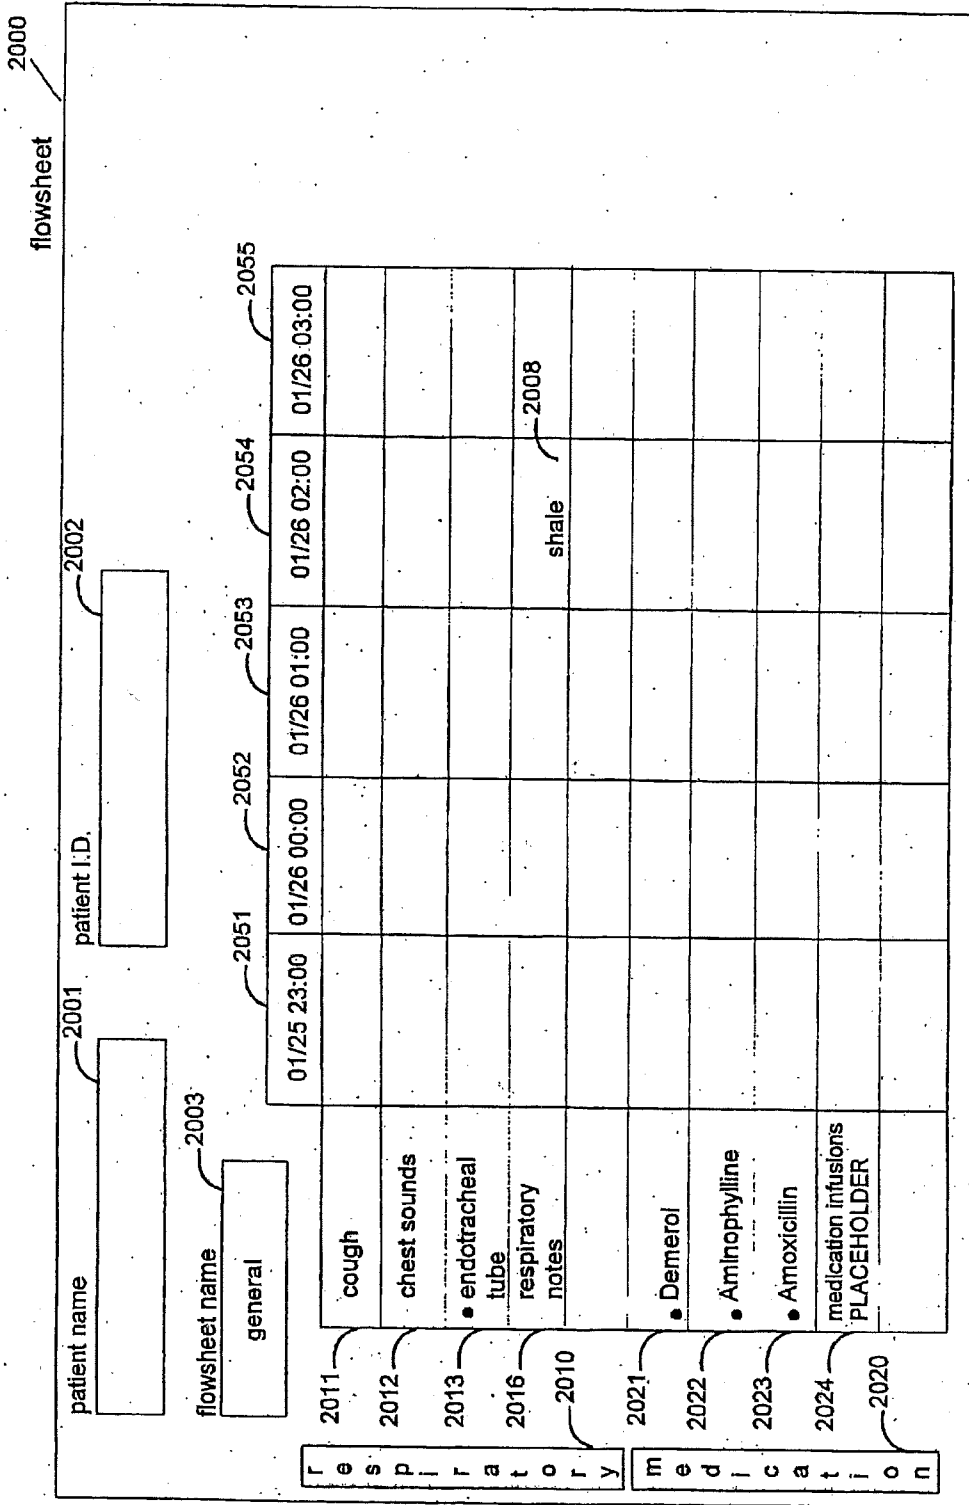 flowsheet 2000
patient name 2001
patient I.D. 2002
flowsheet name 2003
general
2051 2052 2053 2054 2055
01/25 23:00 01/26 00:00 01/26 01:00 01/26 02:00 01/26 03:00
2011 cough
2012 chest sounds
2013 • endotracheal
tube
2016 respiratory
notes
shale 2008
2010
respiratory
2021 • Demerol
2022 • Aminophylline
2023 • Amoxicillin
2024 medication infusions
PLACEHOLDER
2020
medication